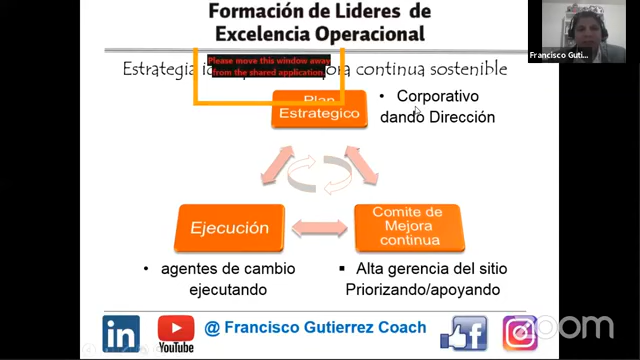 Formación de Lideres de
Excelencia Operacional
Francisco Guti...
Please move this window away
from the shared application.
Estrategia
continua sostenible
Plan
Estrategico
• Corporativo
dando Dirección
Ejecución
Comite de
Mejora
continua
• agentes de cambio
ejecutando
▪ Alta gerencia del sitio
Priorizando/apoyando
in
YouTube
@ Francisco Gutierrez Coach
f
zoom